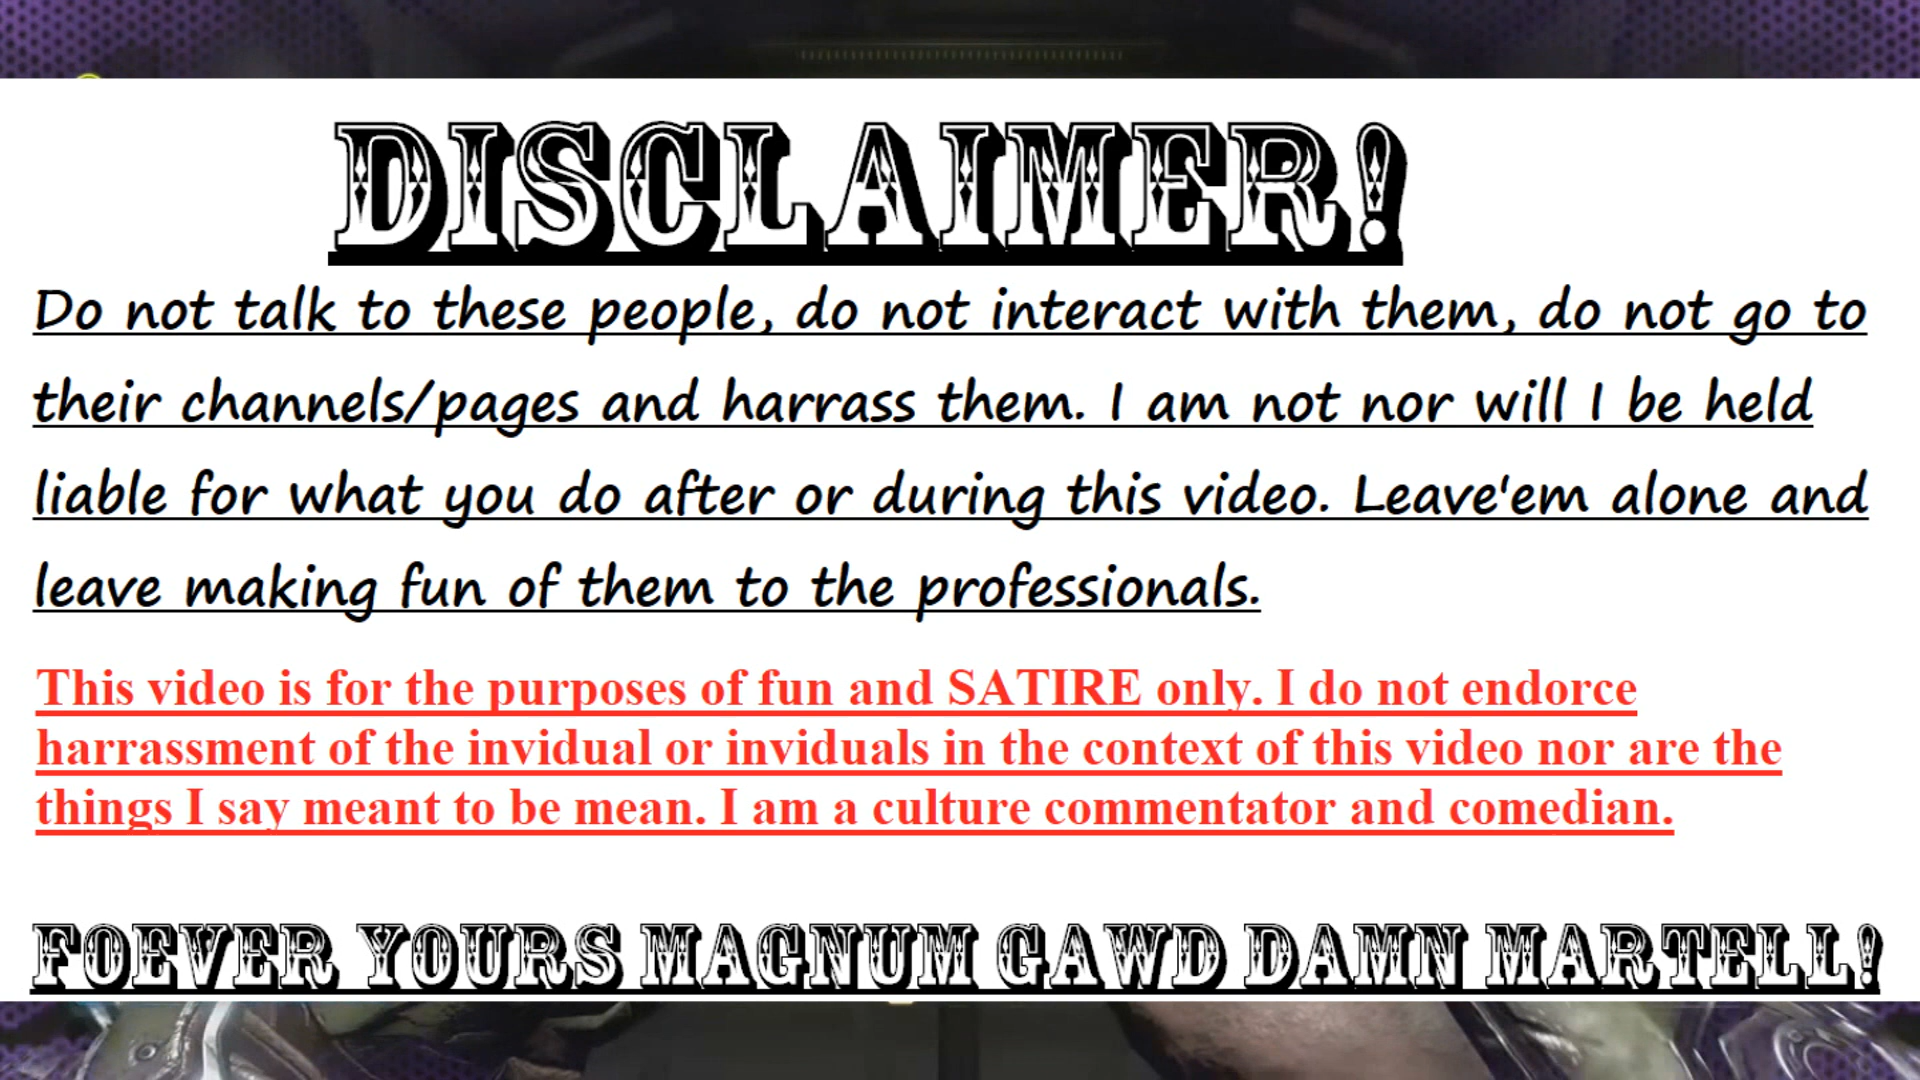 DISCLAIMER!
Do not talk to these people, do not interact with them, do not go to
their channels/pages and harrass them. I am not nor will I be held
liable for what you do after or during this video. Leave'em alone and
leave making fun of them to the professionals.
This video is for the purposes of fun and SATIRE only. I do not endorce
harrassment of the invidual or inviduals in the context of this video nor are the
things I say meant to be mean. I am a culture commentator and comedian.
FOEVER YOURS MAGNUM GAWD DAMN MARTELL!